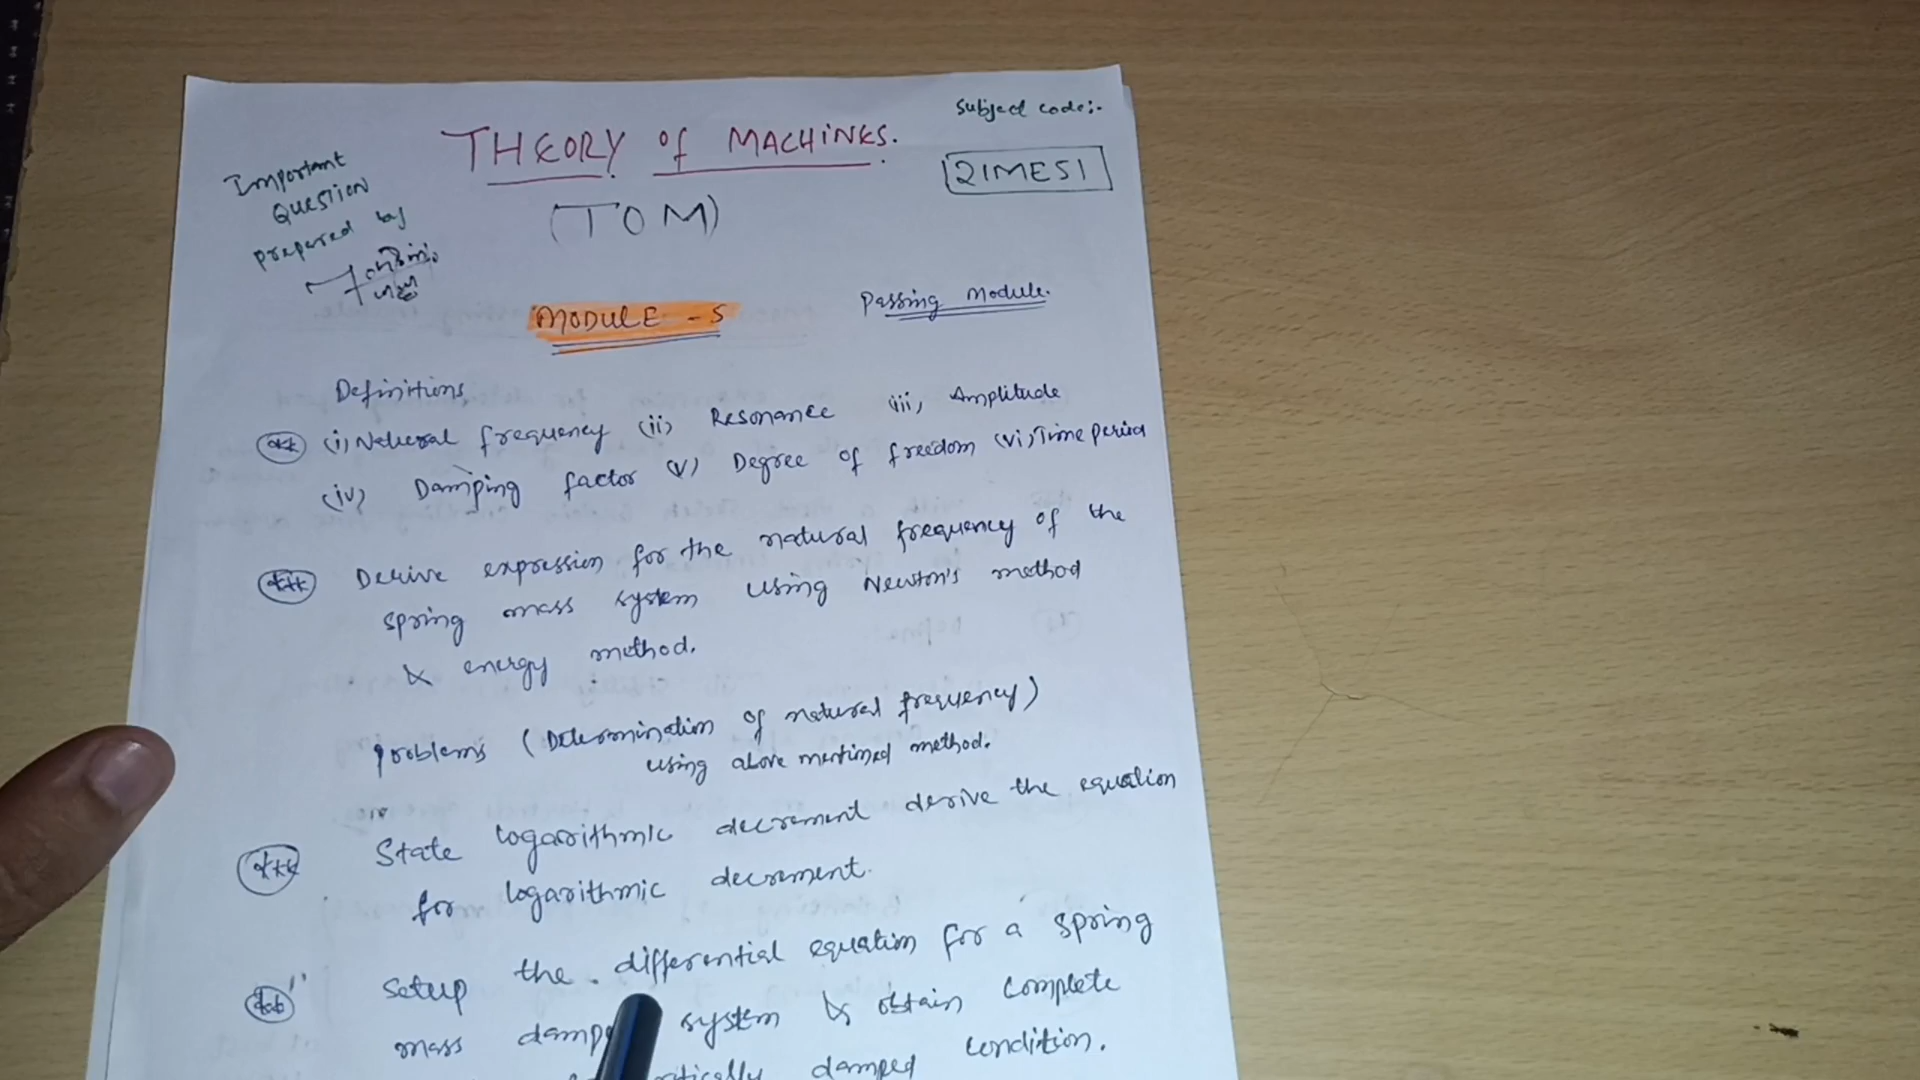 Subject code:-
THEORY of MACHINES.
21ME51
Important
QUESTION
prepared by
(TOM)
MODULE - 5
Passing Module.
Definitions
(i) Natural frequency (ii) Resonance iii, Amplitude
(iv) Damping factor (v) Degree of freedom (vi) Time period
Derive expression for the natural frequency of the
spring mass system using Newton's method
& energy method.
problems (Determination of natural frequency)
using above mentioned method.
State logarithmic decrement derive the equation
for logarithmic decrement.
Setup the differential equation for a spring
mass system & obtain complete
damped condition.